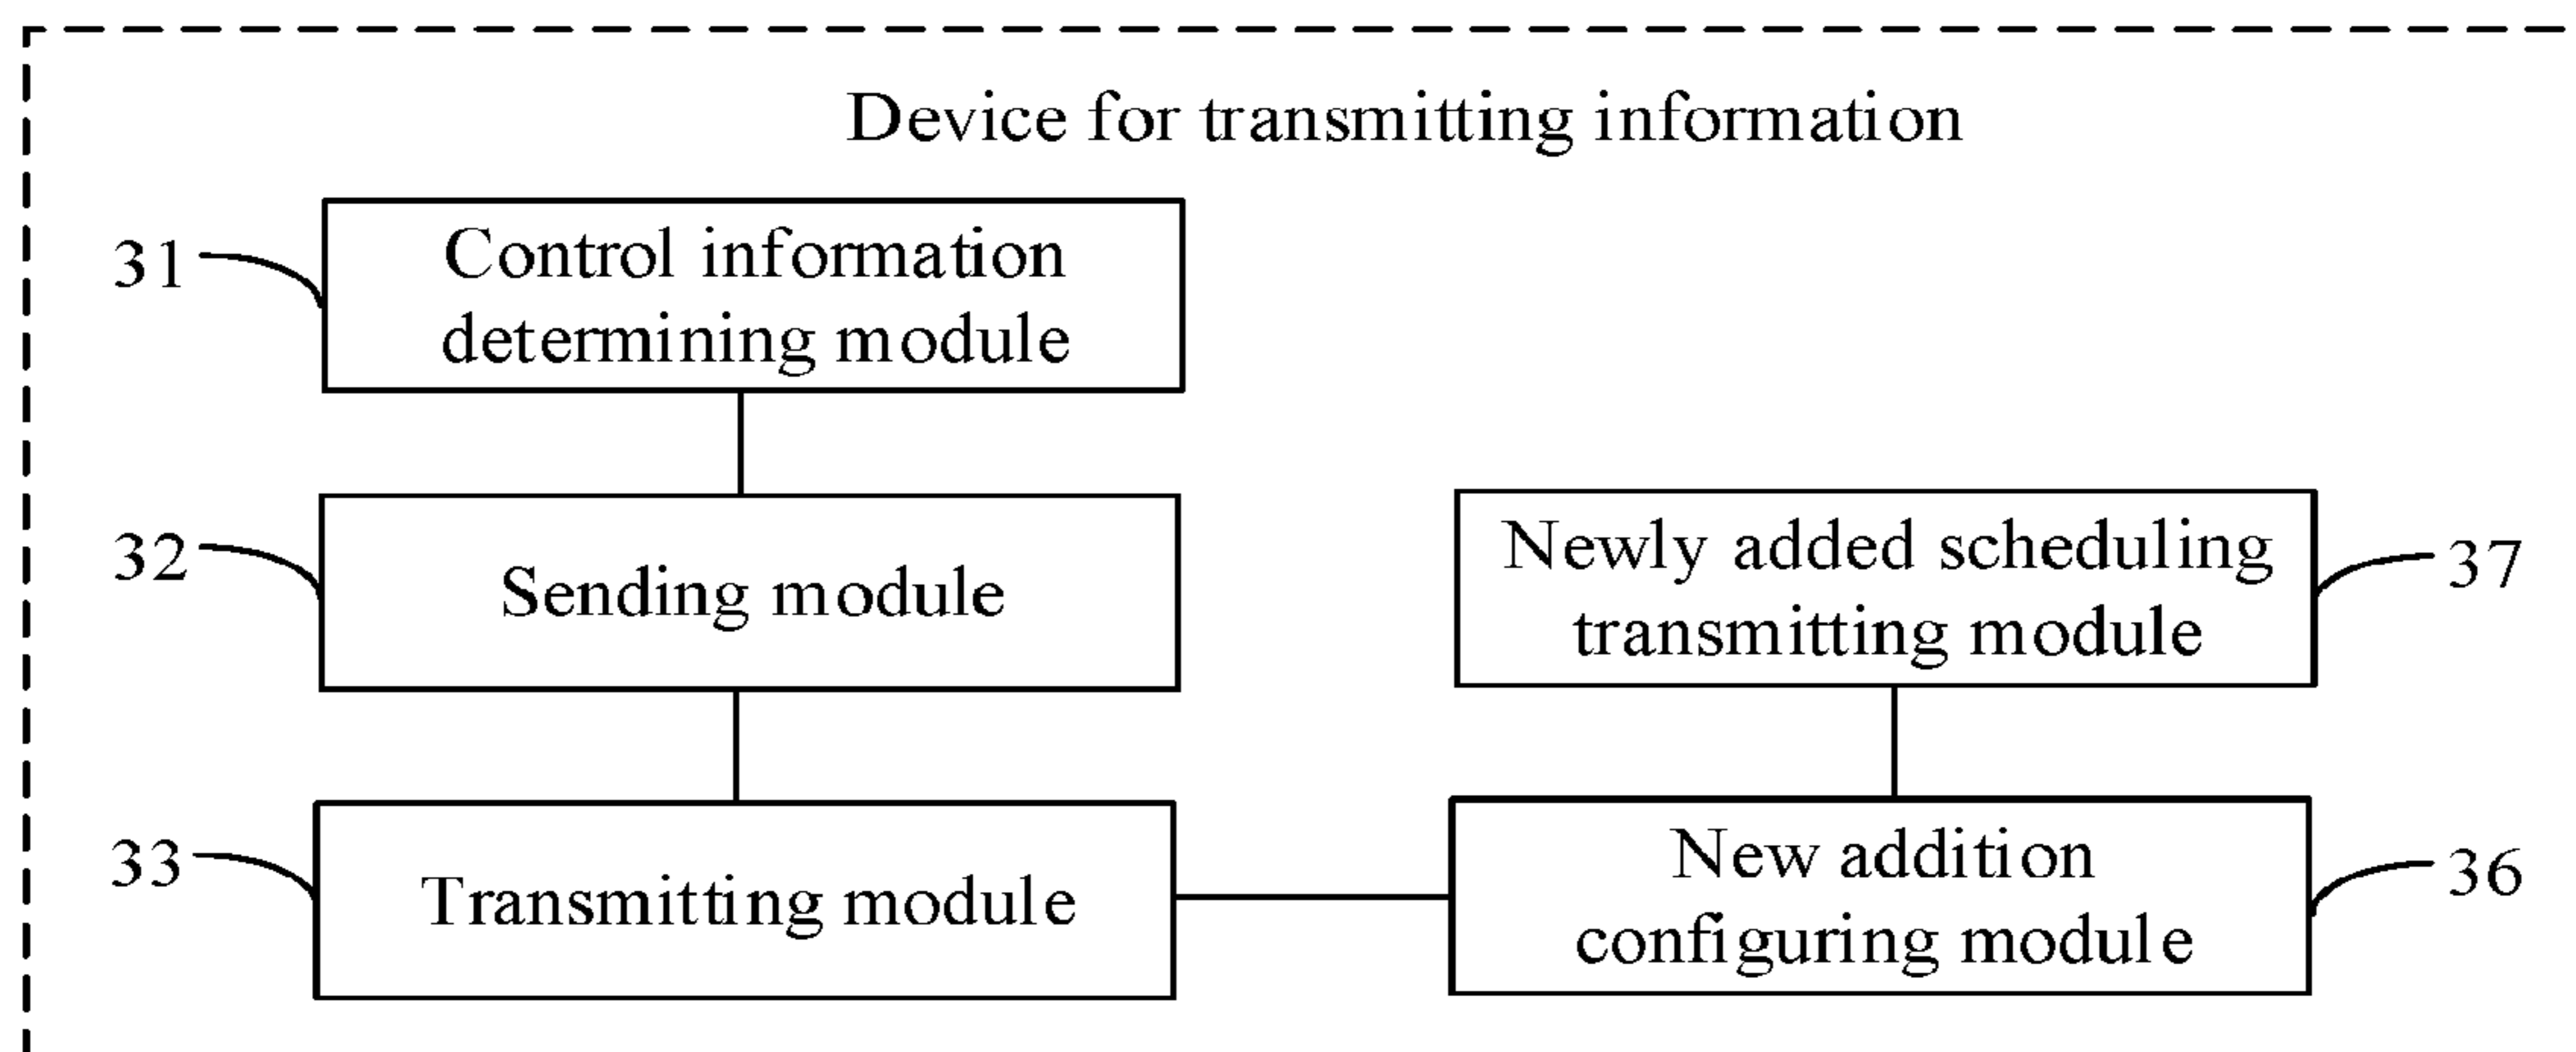 Device for transmitting information
31
Control information
determining module
32
Sending module
Newly added scheduling
transmitting module
37
33
Transmitting module
New addition
configuring module
36